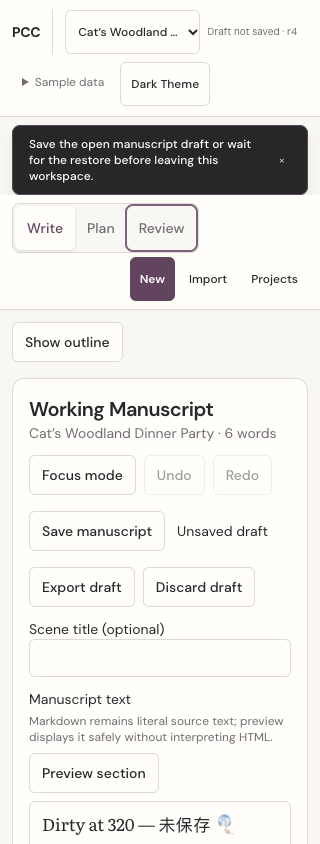 PCC
Cat's Woodland ...
Draft not saved · r4
Sample data
Dark Theme
Save the open manuscript draft or wait
for the restore before leaving this
workspace.
×
Write
Plan
Review
New
Import
Projects
Show outline
Working Manuscript
Cat's Woodland Dinner Party · 6 words
Focus mode
Undo
Redo
Save manuscript
Unsaved draft
Export draft
Discard draft
Scene title (optional)
Manuscript text
Markdown remains literal source text; preview
displays it safely without interpreting HTML.
Preview section
Dirty at 320 — 未保存